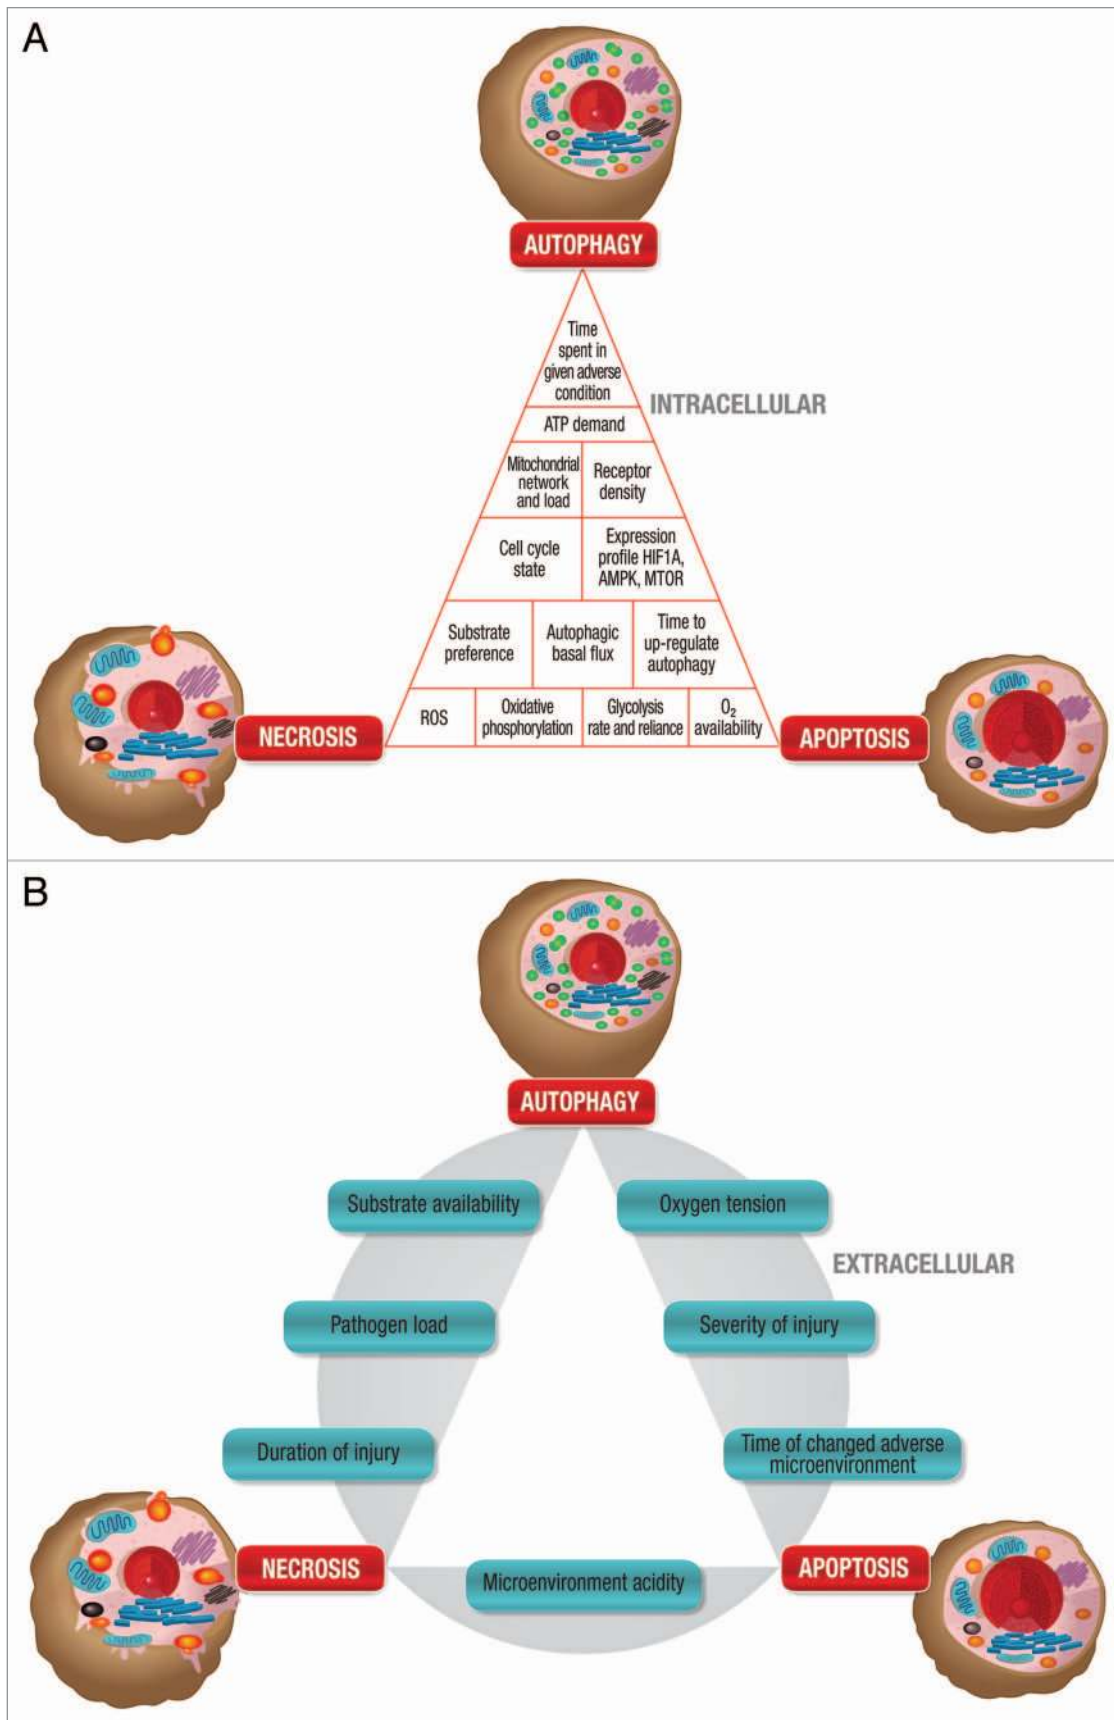 A
AUTOPHAGY
Time
spent in
given adverse
condition
INTRACELLULAR
ATP demand
Mitochondrial
network
and load
Receptor
density
Cell cycle
state
Expression
profile HIF1A,
AMPK, MTOR
Substrate
preference
Autophagic
basal flux
Time to
up-regulate
autophagy
ROS
Oxidative
phosphorylation
Glycolysis
rate and reliance
O₂
availability
NECROSIS
APOPTOSIS
B
AUTOPHAGY
Substrate availability
Oxygen tension
EXTRACELLULAR
Pathogen load
Severity of injury
Duration of injury
Time of changed adverse
microenvironment
NECROSIS
Microenvironment acidity
APOPTOSIS